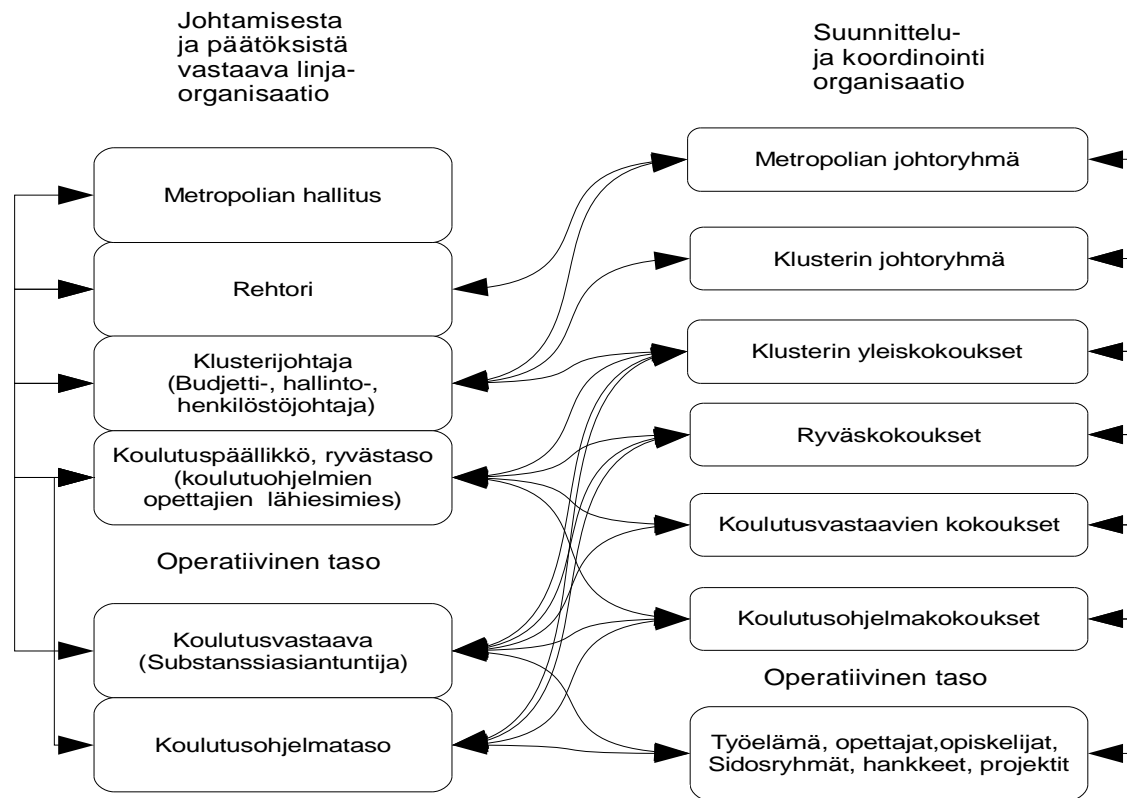 Johtamisesta
ja päätöksistä
vastaava linja-
organisaatio
Metropolian hallitus
Rehtori
Klusterijohtaja
(Budjetti-, hallinto-,
henkilöstöjohtaja)
Koulutuspäällikkö, ryvästaso
(koulutuohjelmien
opettajien lähiesimies)
Operatiivinen taso
Koulutusvastaava
(Substanssiasiantuntija)
Koulutusohjelmataso
Suunnittelu-
ja koordinointi
organisaatio
Metropolian johtoryhmä
Klusterin johtoryhmä
Klusterin yleiskokoukset
Ryväskokoukset
Koulutusvastaavien kokoukset
Koulutusohjelmakokoukset
Operatiivinen taso
Työelämä, opettajat,opiskelijat,
Sidosryhmät, hankkeet, projektit